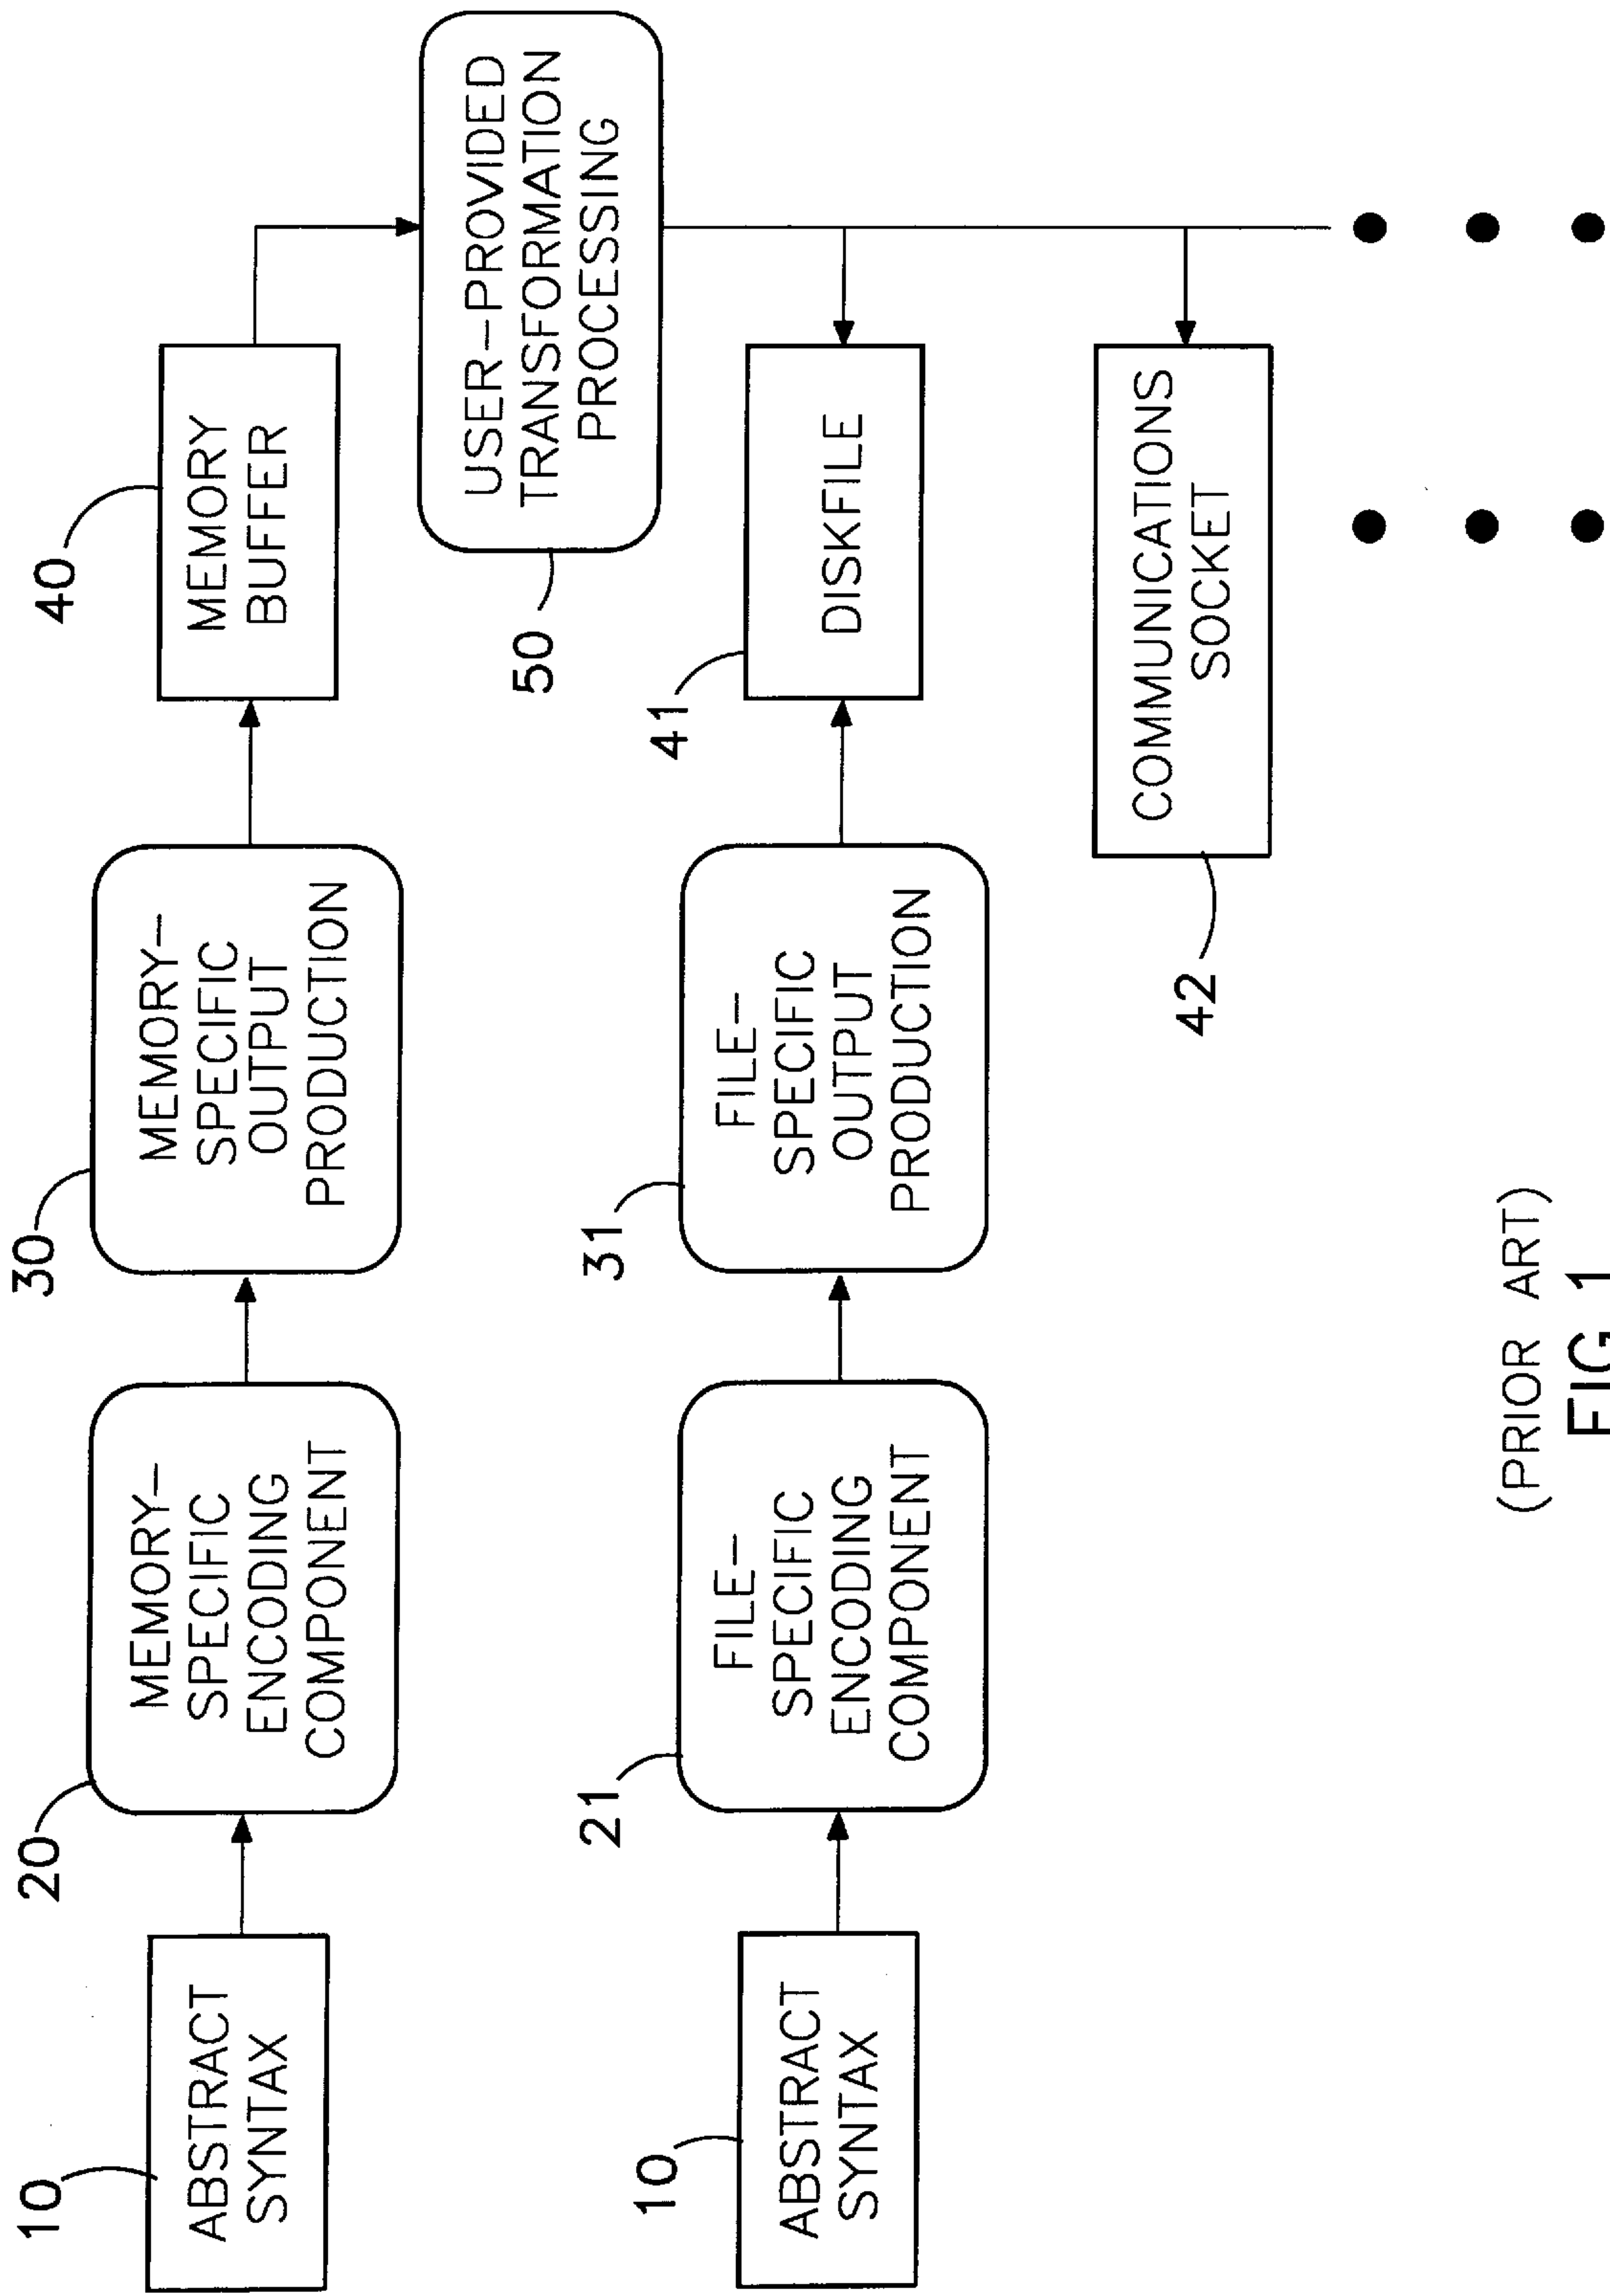 10
ABSTRACT
SYNTAX
20
MEMORY-
SPECIFIC
ENCODING
COMPONENT
30
MEMORY-
SPECIFIC
OUTPUT
PRODUCTION
40
MEMORY
BUFFER
50
USER-PROVIDED
TRANSFORMATION
PROCESSING
10
ABSTRACT
SYNTAX
21
FILE-
SPECIFIC
ENCODING
COMPONENT
31
FILE-
SPECIFIC
OUTPUT
PRODUCTION
41
DISKFILE
42
COMMUNICATIONS
SOCKET
(PRIOR ART)
FIG 1